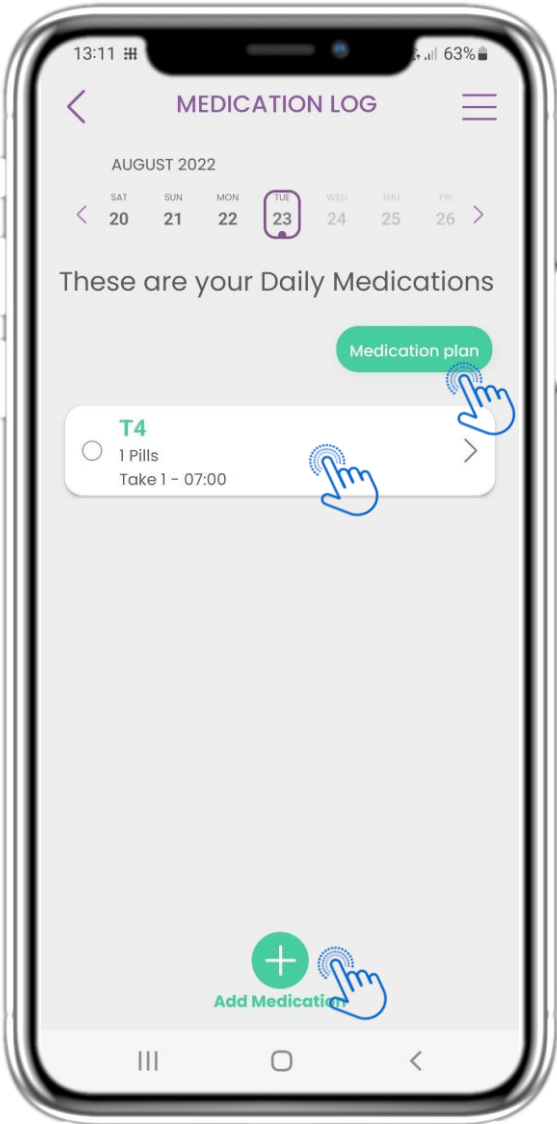 13:11 63%
MEDICATION LOG
AUGUST 2022
SAT SUN MON TUE WED THU FRI
20 21 22 23 24 25 26
These are your Daily Medications
Medication plan
T4
1 Pills
Take 1 - 07:00
Add Medication